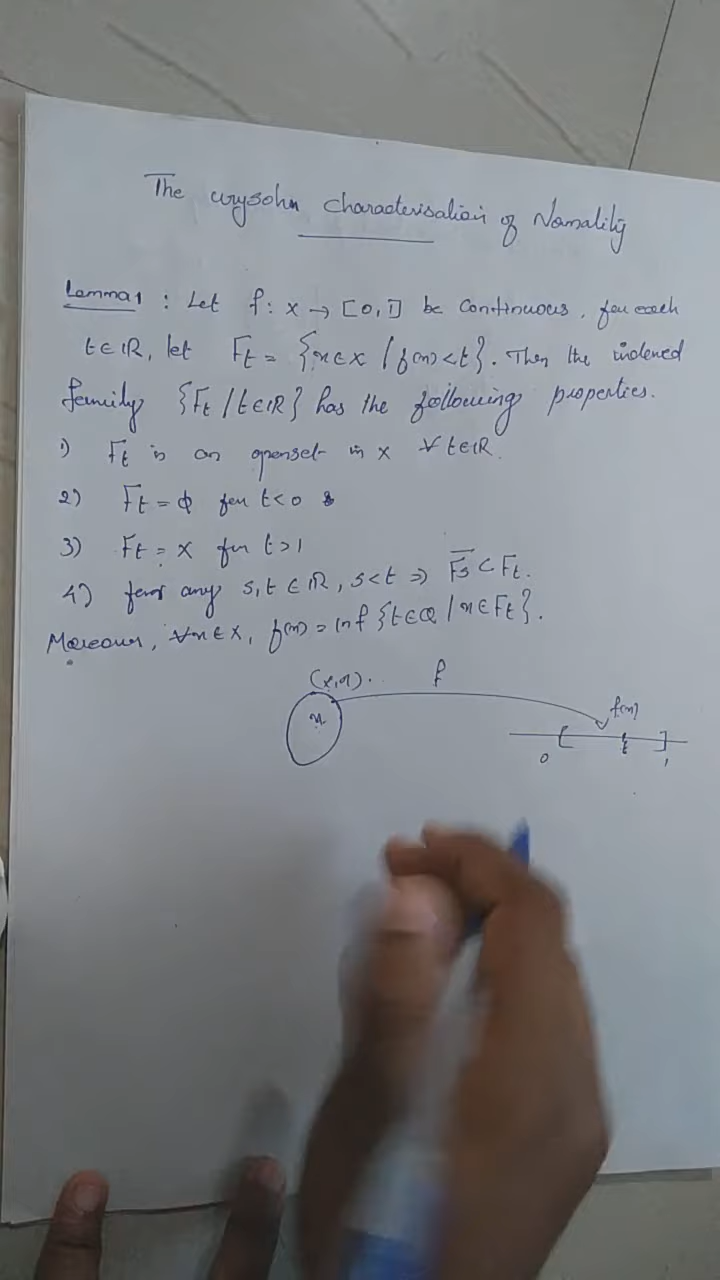 The urysohn characterisation of Normality
Lemma 1 : Let f: x → [0,1] be continuous, for each
t∈ℝ, let Ft = {x∈X / f(x)<t}. Then the indexed
family {Ft / t∈ℝ} has the following properties.
1) Ft is an openset in x ∀ t∈ℝ.
2) Ft = ϕ for t<0
3) Ft = X for t>1
4) for any s,t ∈ ℝ, s<t ⇒ F̅s ⊂ Ft.
Moreover, ∀x∈X, f(x) = inf {t∈Q / x∈Ft}.
f
x
f(x)
0
1